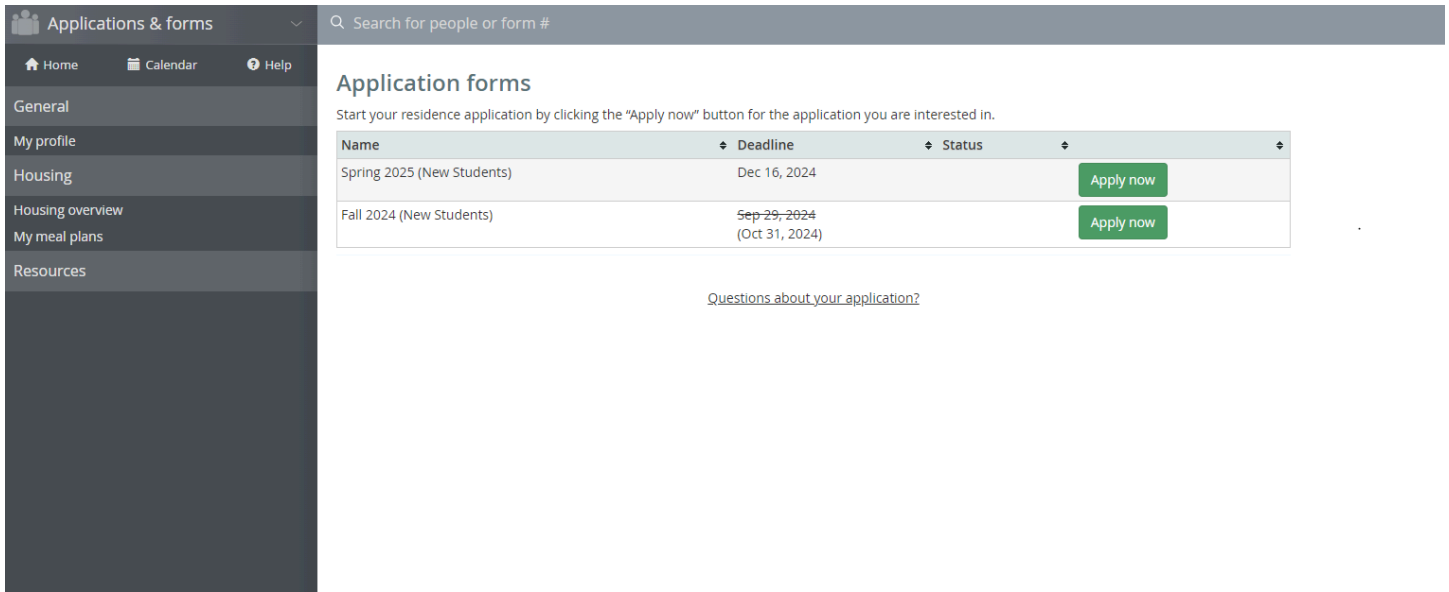 Applications & forms
Search for people or form #
Home Calendar Help
General
My profile
Housing
Housing overview
My meal plans
Resources
Application forms
Start your residence application by clicking the “Apply now” button for the application you are interested in.
Name Deadline Status
Spring 2025 (New Students) Dec 16, 2024 Apply now
Fall 2024 (New Students) Sep 29, 2024 Apply now
(Oct 31, 2024)
.
Questions about your application?